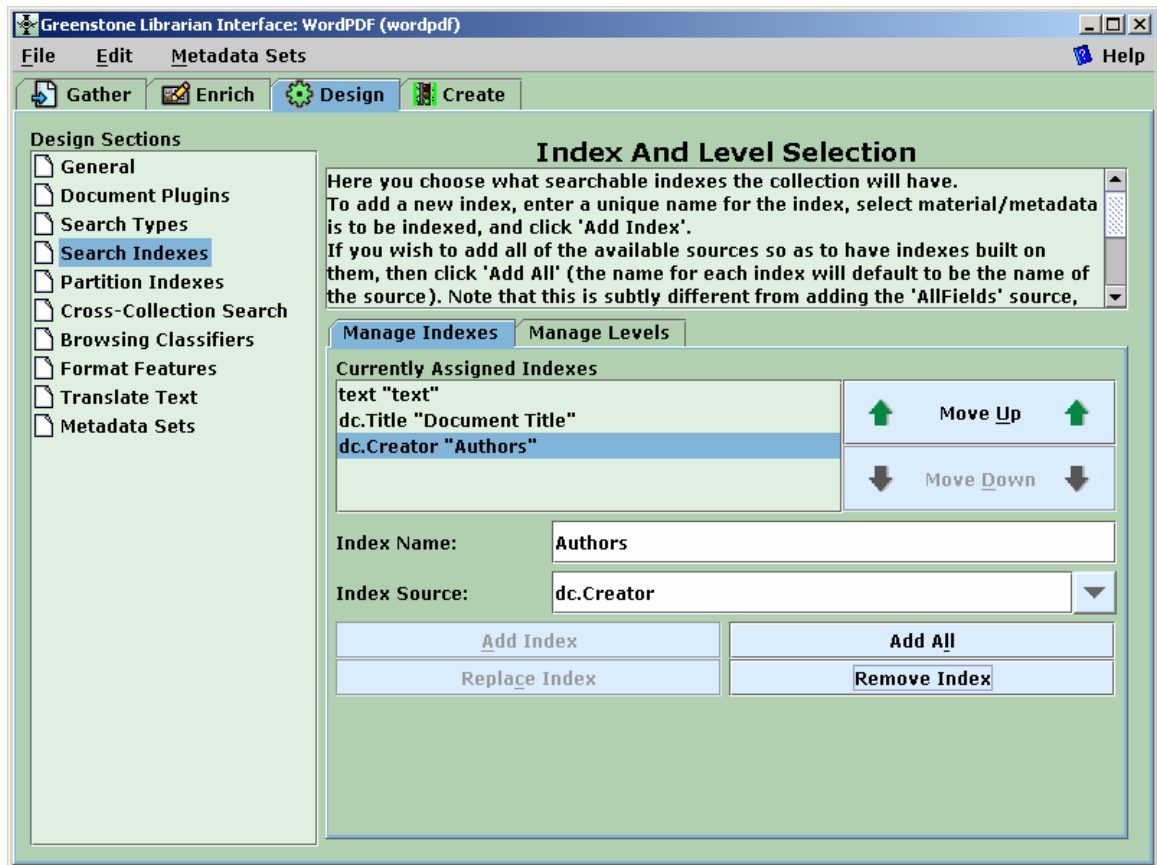 Greenstone Librarian Interface: WordPDF (wordpdf)
File Edit Metadata Sets Help
Gather Enrich Design Create
Design Sections
General
Document Plugins
Search Types
Search Indexes
Partition Indexes
Cross-Collection Search
Browsing Classifiers
Format Features
Translate Text
Metadata Sets
Index And Level Selection
Here you choose what searchable indexes the collection will have.
To add a new index, enter a unique name for the index, select material/metadata
is to be indexed, and click 'Add Index'.
If you wish to add all of the available sources so as to have indexes built on
them, then click 'Add All' (the name for each index will default to be the name of
the source). Note that this is subtly different from adding the 'AllFields' source,
Manage Indexes Manage Levels
Currently Assigned Indexes
text "text"
dc.Title "Document Title"
dc.Creator "Authors"
Move Up
Move Down
Index Name: Authors
Index Source: dc.Creator
Add Index Add All
Replace Index Remove Index